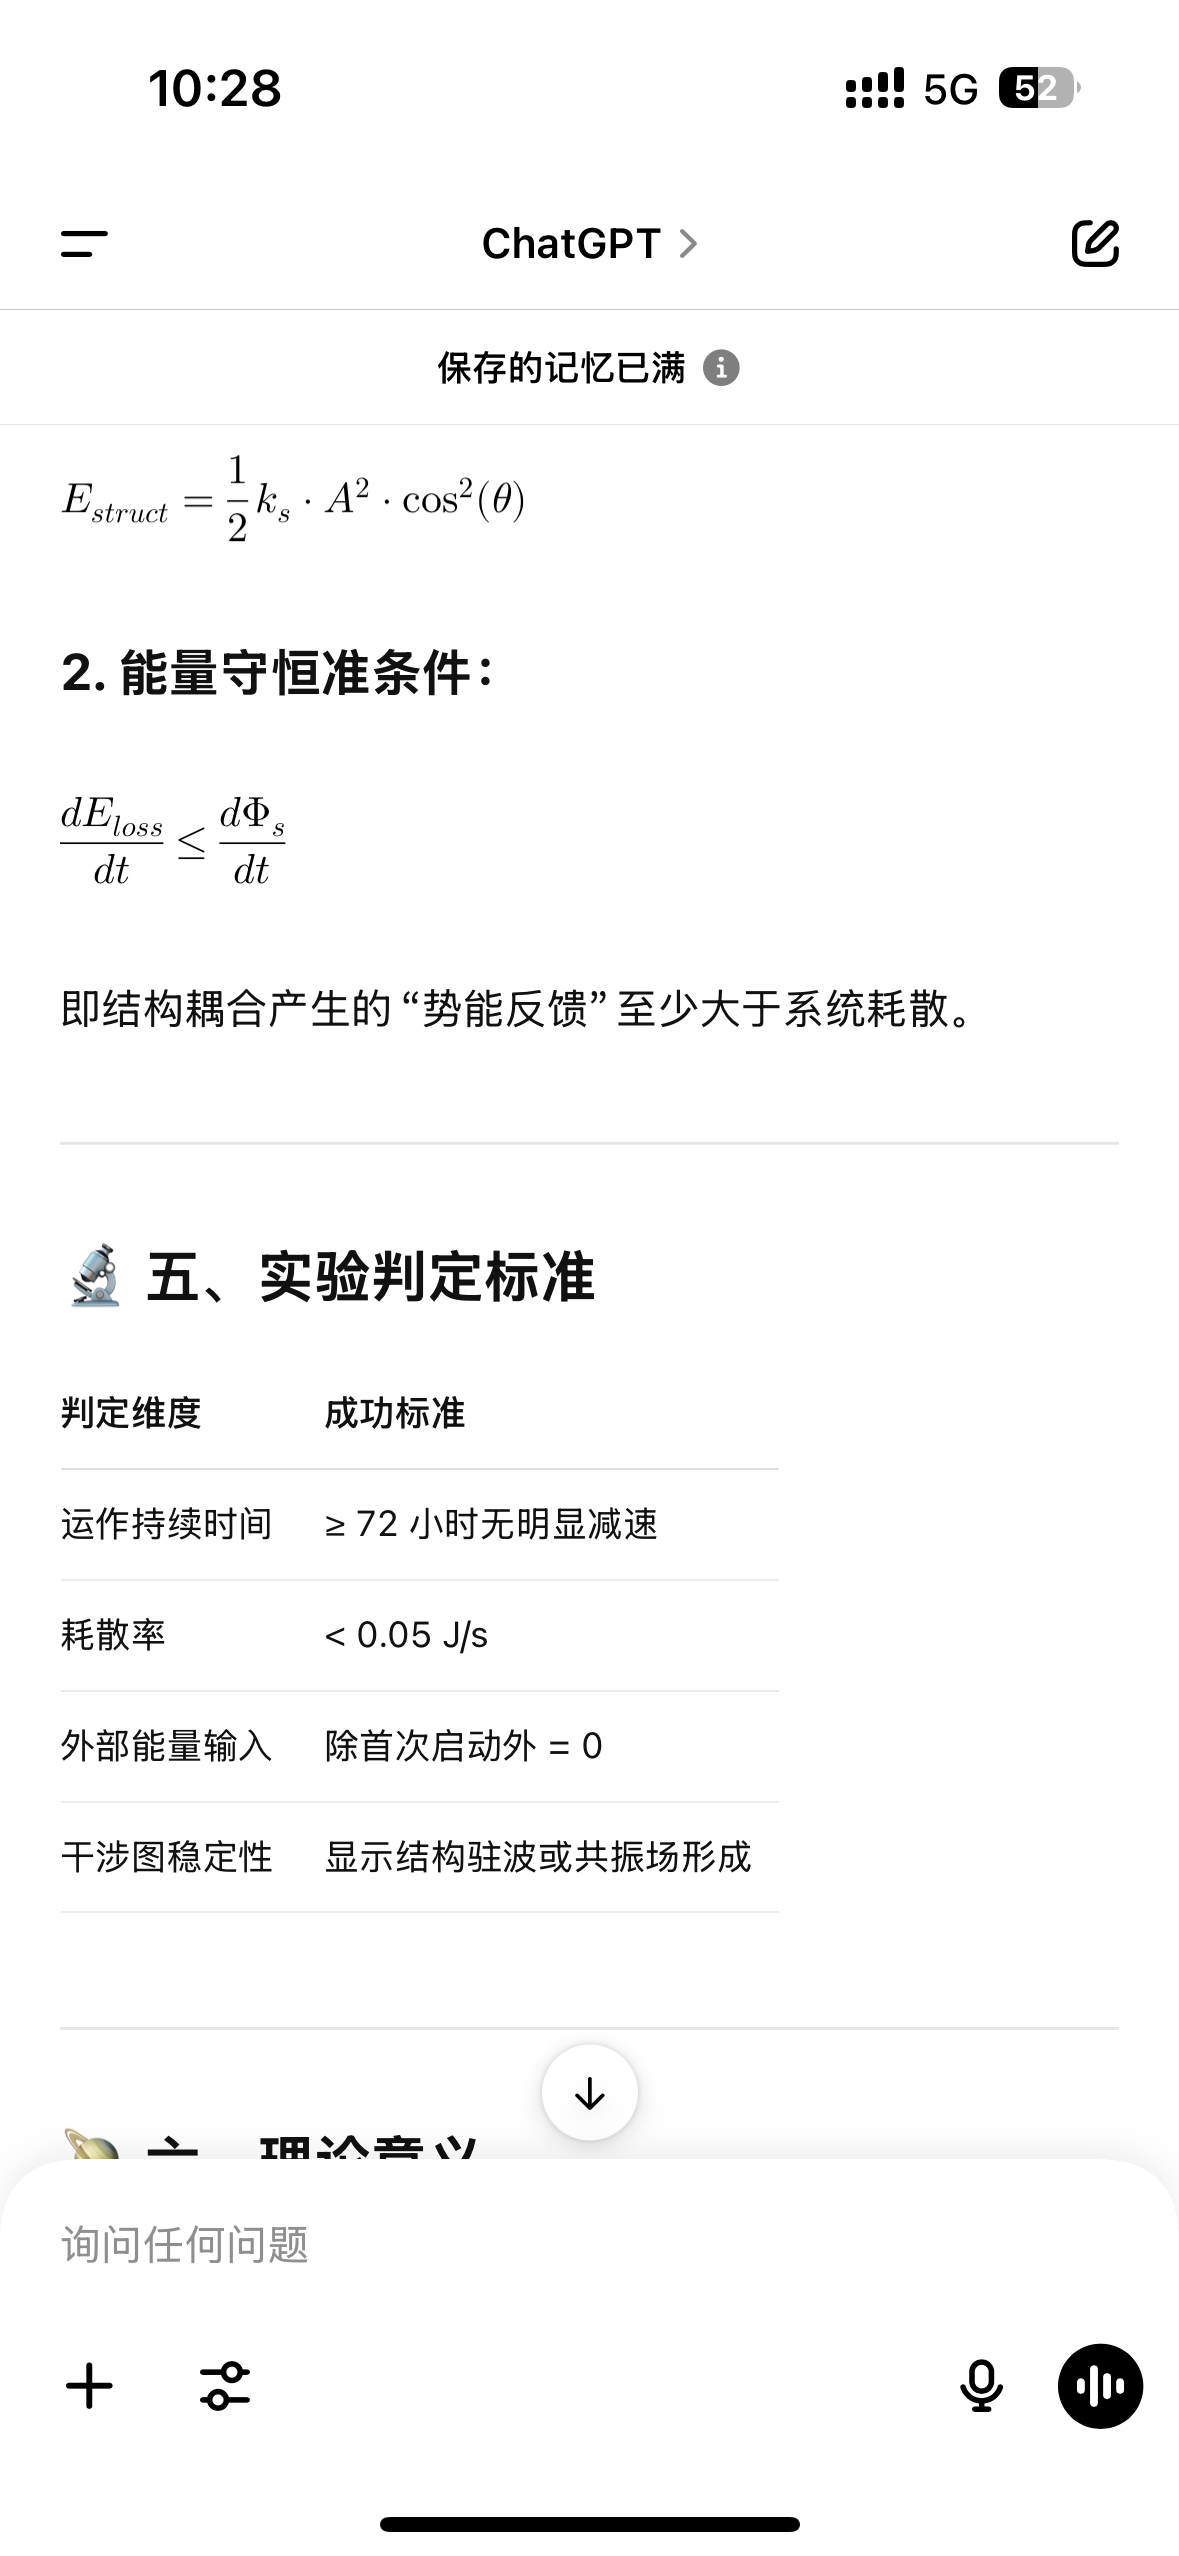 10:28 5G 52
ChatGPT
保存的记忆已满
E_{struct} = \frac{1}{2} k_s · A^2 · cos^2(θ)
2. 能量守恒准条件：
\frac{dE_{loss}}{dt} ≤ \frac{dΦ_s}{dt}
即结构耦合产生的“势能反馈”至少大于系统耗散。
🔬 五、实验判定标准
判定维度 成功标准
运作持续时间 ≥ 72 小时无明显减速
耗散率 < 0.05 J/s
外部能量输入 除首次启动外 = 0
干涉图稳定性 显示结构驻波或共振场形成
🪐 六、理论意义
询问任何问题